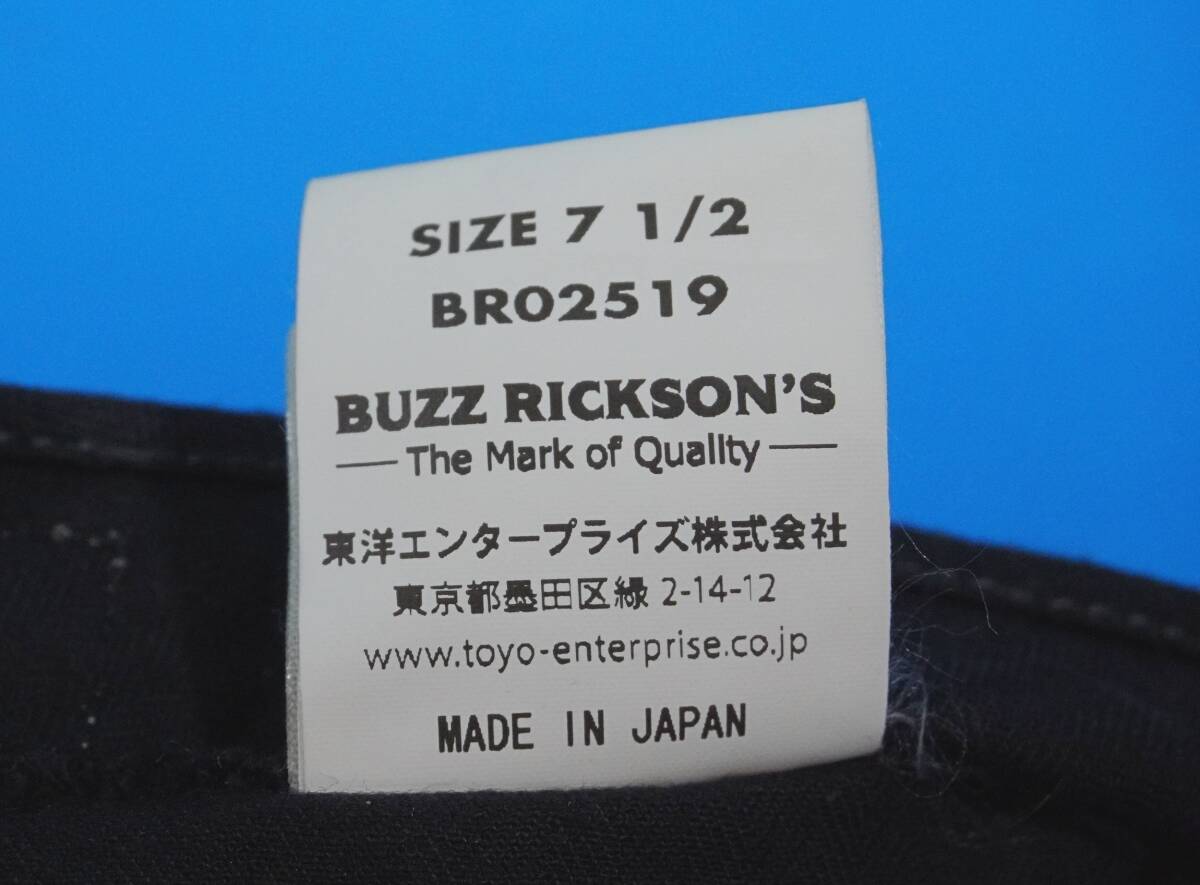 SIZE 7 1/2
BR02519
BUZZ RICKSON'S
The Mark of Quality
東洋エンタープライズ株式会社
東京都墨田区緑 2-14-12
www.toyo-enterprise.co.jp
MADE IN JAPAN